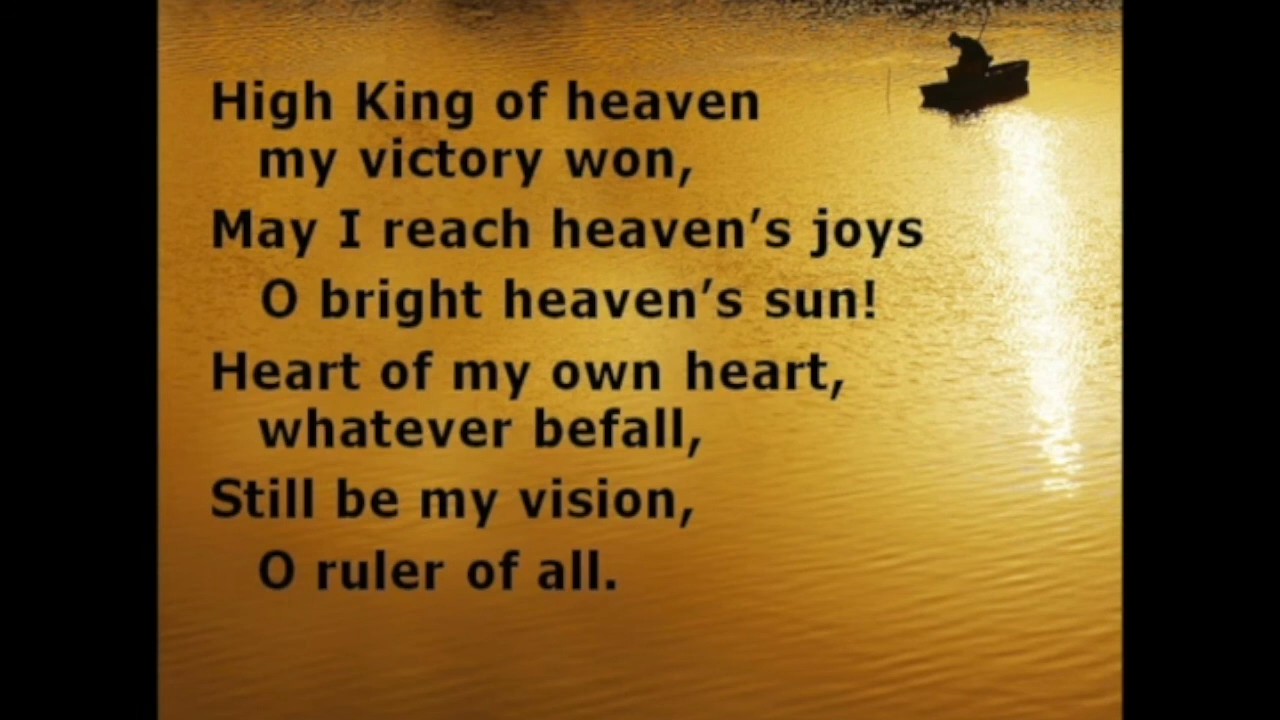 High King of heaven
my victory won,
May I reach heaven’s joys
O bright heaven’s sun!
Heart of my own heart,
whatever befall,
Still be my vision,
O ruler of all.